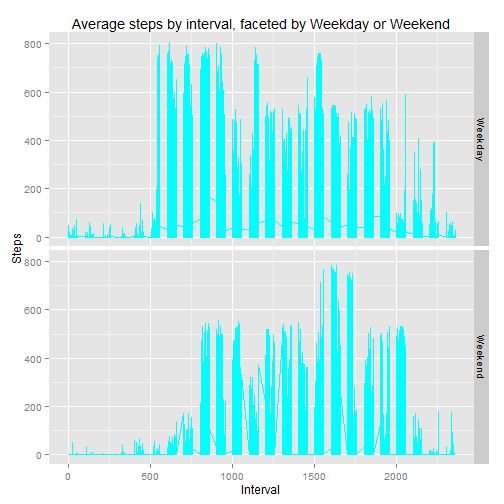 Average steps by interval, faceted by Weekday or Weekend
800
600
400
200
0
Weekday
Steps
800
600
400
200
0
Weekend
0 500 1000 1500 2000
Interval